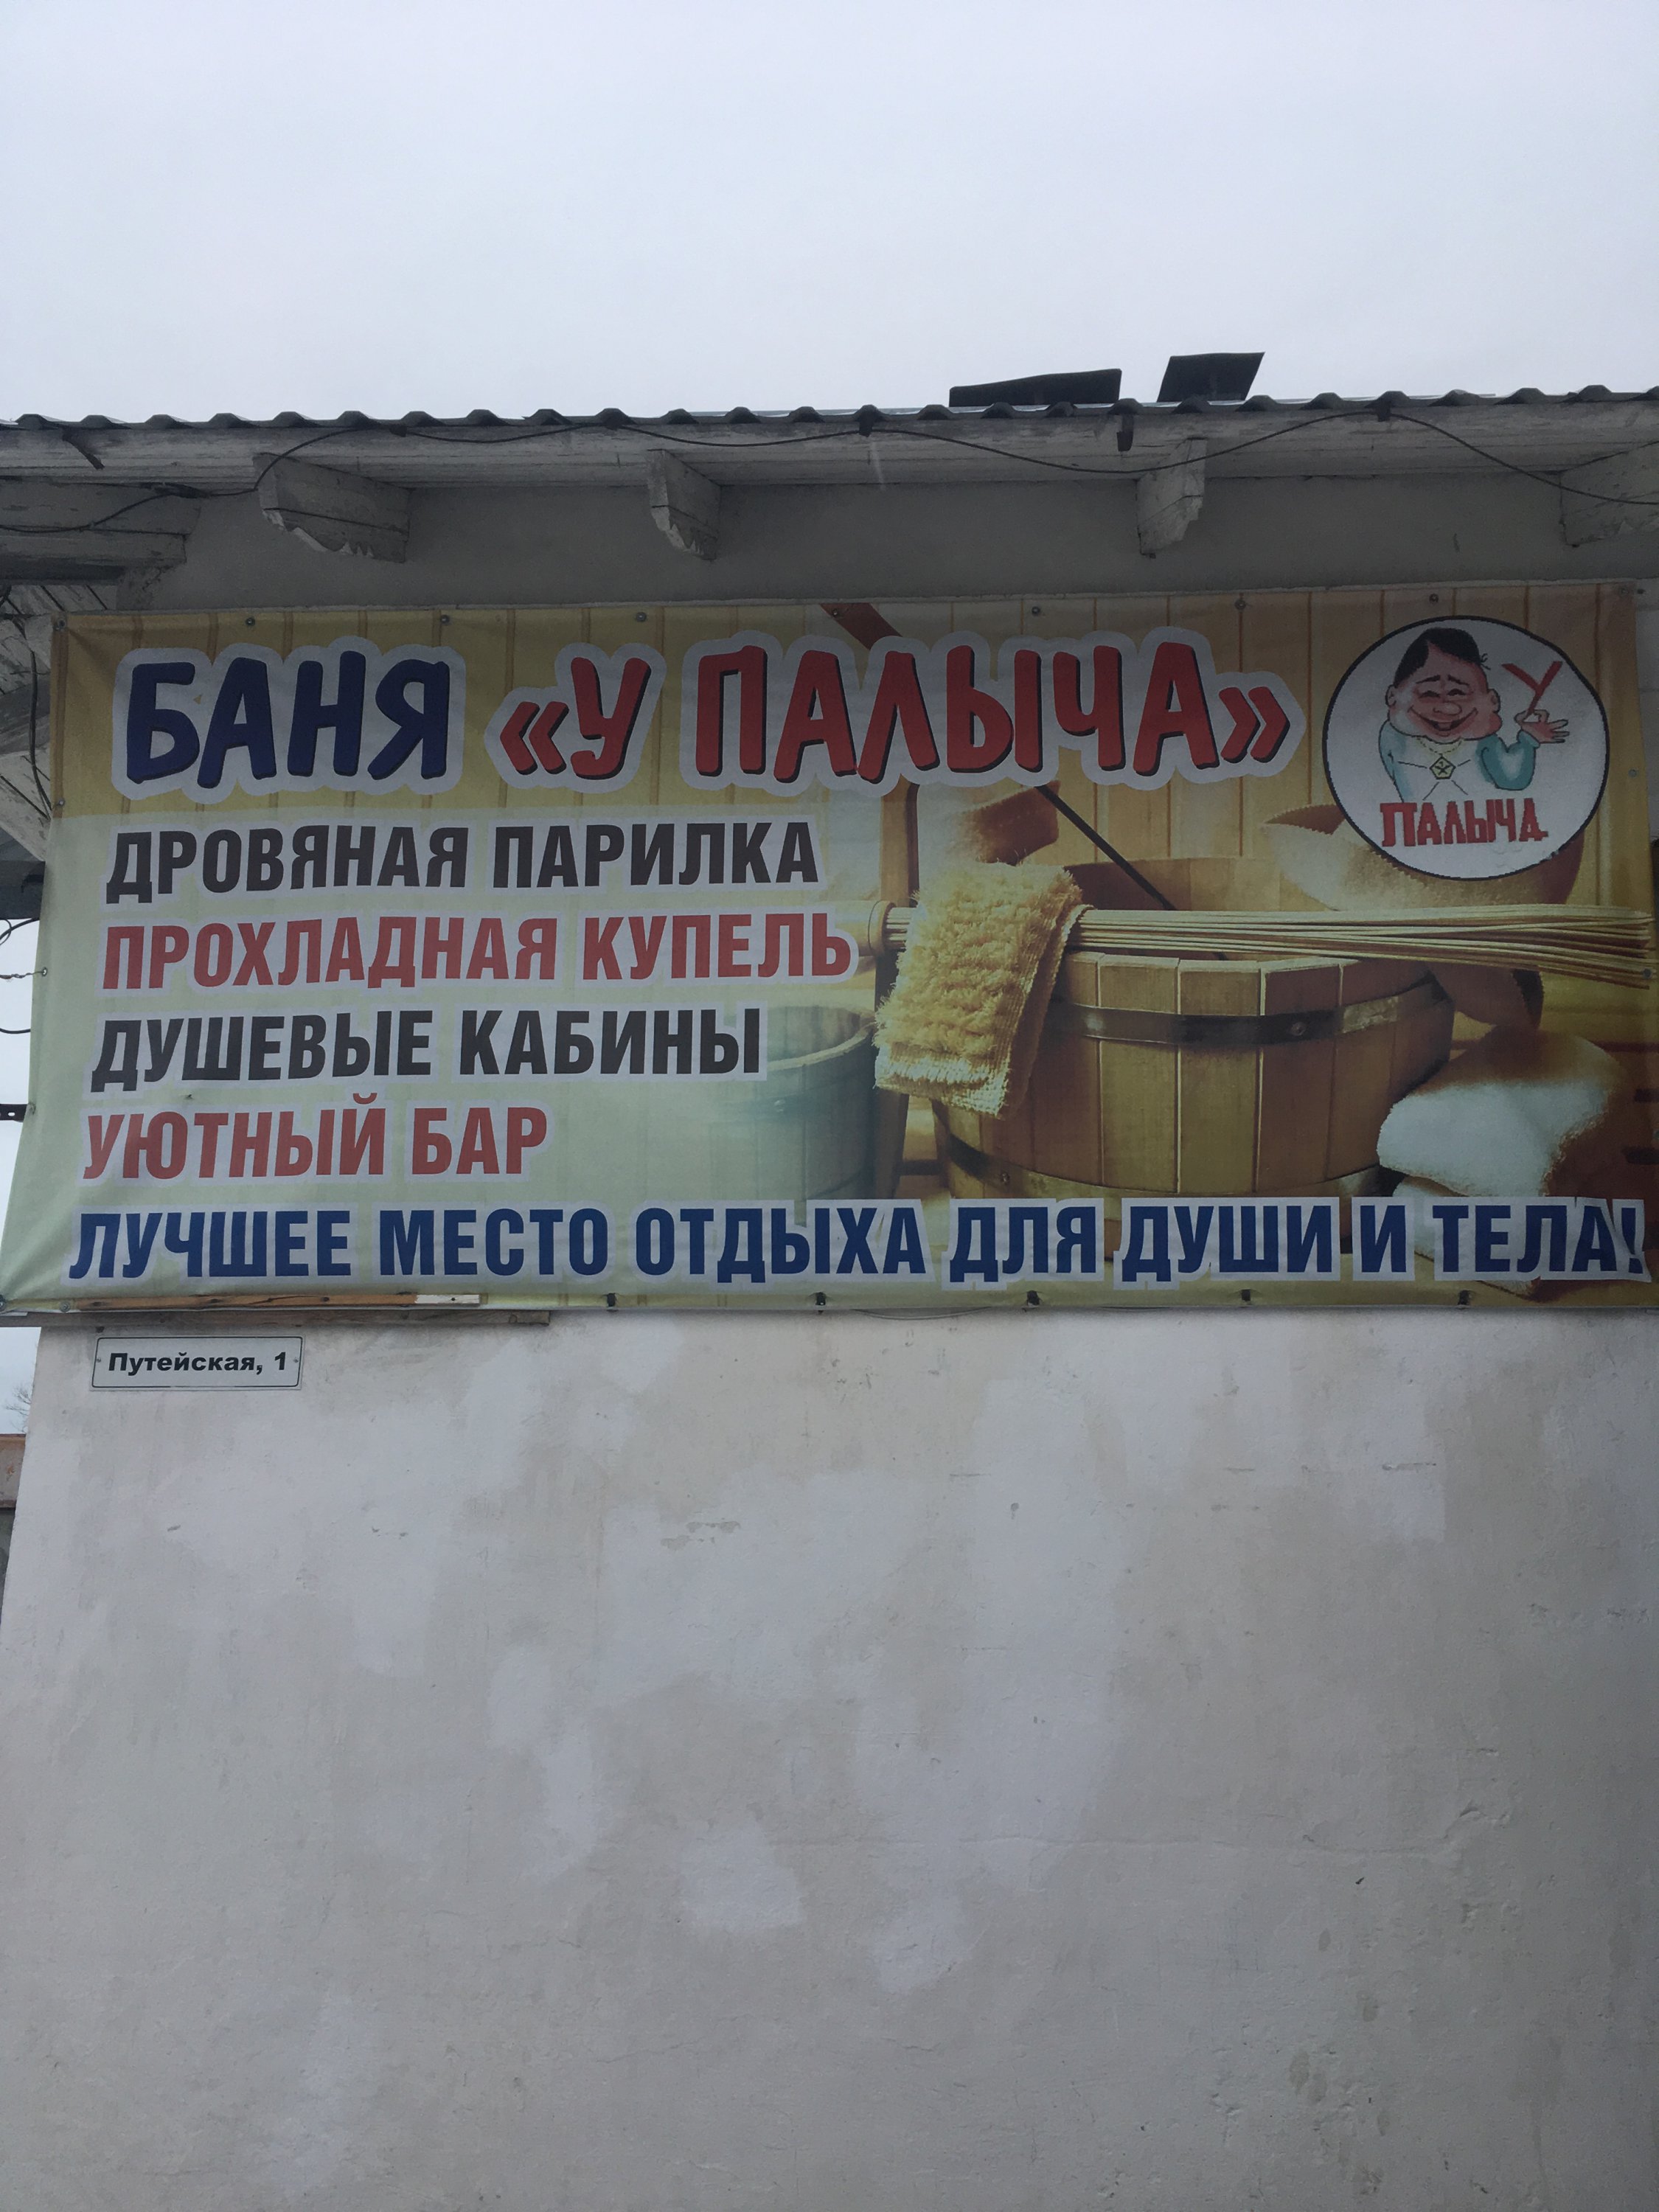 БАНЯ «У ПАЛЫЧА»
У
ПАЛЫЧА
ДРОВЯНАЯ ПАРИЛКА
ПРОХЛАДНАЯ КУПЕЛЬ
ДУШЕВЫЕ КАБИНЫ
УЮТНЫЙ БАР
ЛУЧШЕЕ МЕСТО ОТДЫХА ДЛЯ ДУШИ И ТЕЛА!
Путейская, 1